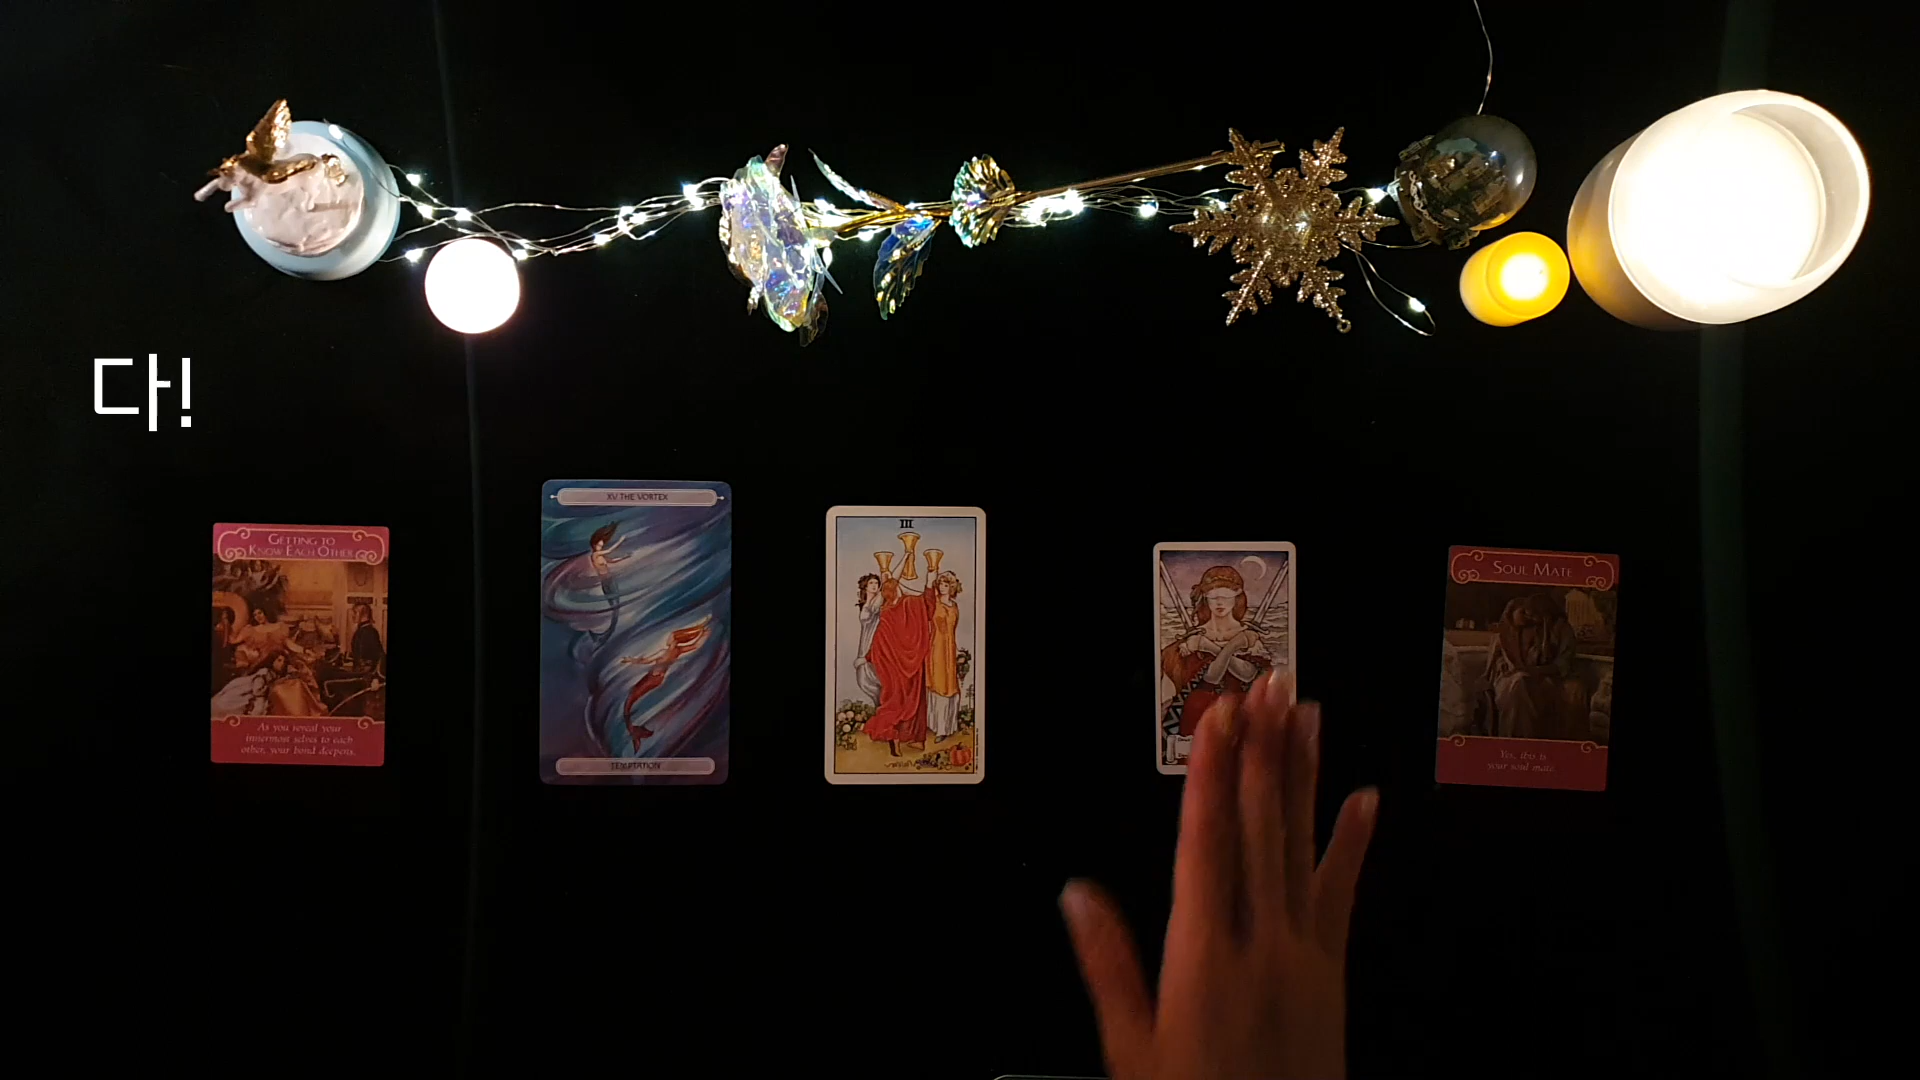 다!
GETTING TO
KNOW EACH OTHER
As you reveal your
innermost selves to each
other, your bond deepens.
XV THE VORTEX
TEMPTATION
III
SOUL MATE
Yes, this is
your soul mate